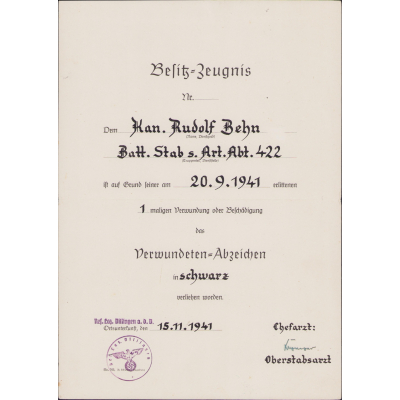 Besitz-Zeugnis
Nr.
Dem Kan. Rudolf Behn
(Name, Dienstgrad)
Batt. Stab s. Art. Abt. 422
(Truppenteil, Dienststelle)
ist auf Grund seiner am 20.9.1941 erlittenen
1 maligen Verwundung oder Beschädigung
das
Verwundeten-Abzeichen
in schwarz
verliehen worden.
Res. Laz. Dillingen a. d. D.
Ortsunterkunft, den 15.11.1941
Chefarzt:
Oberstabsarzt